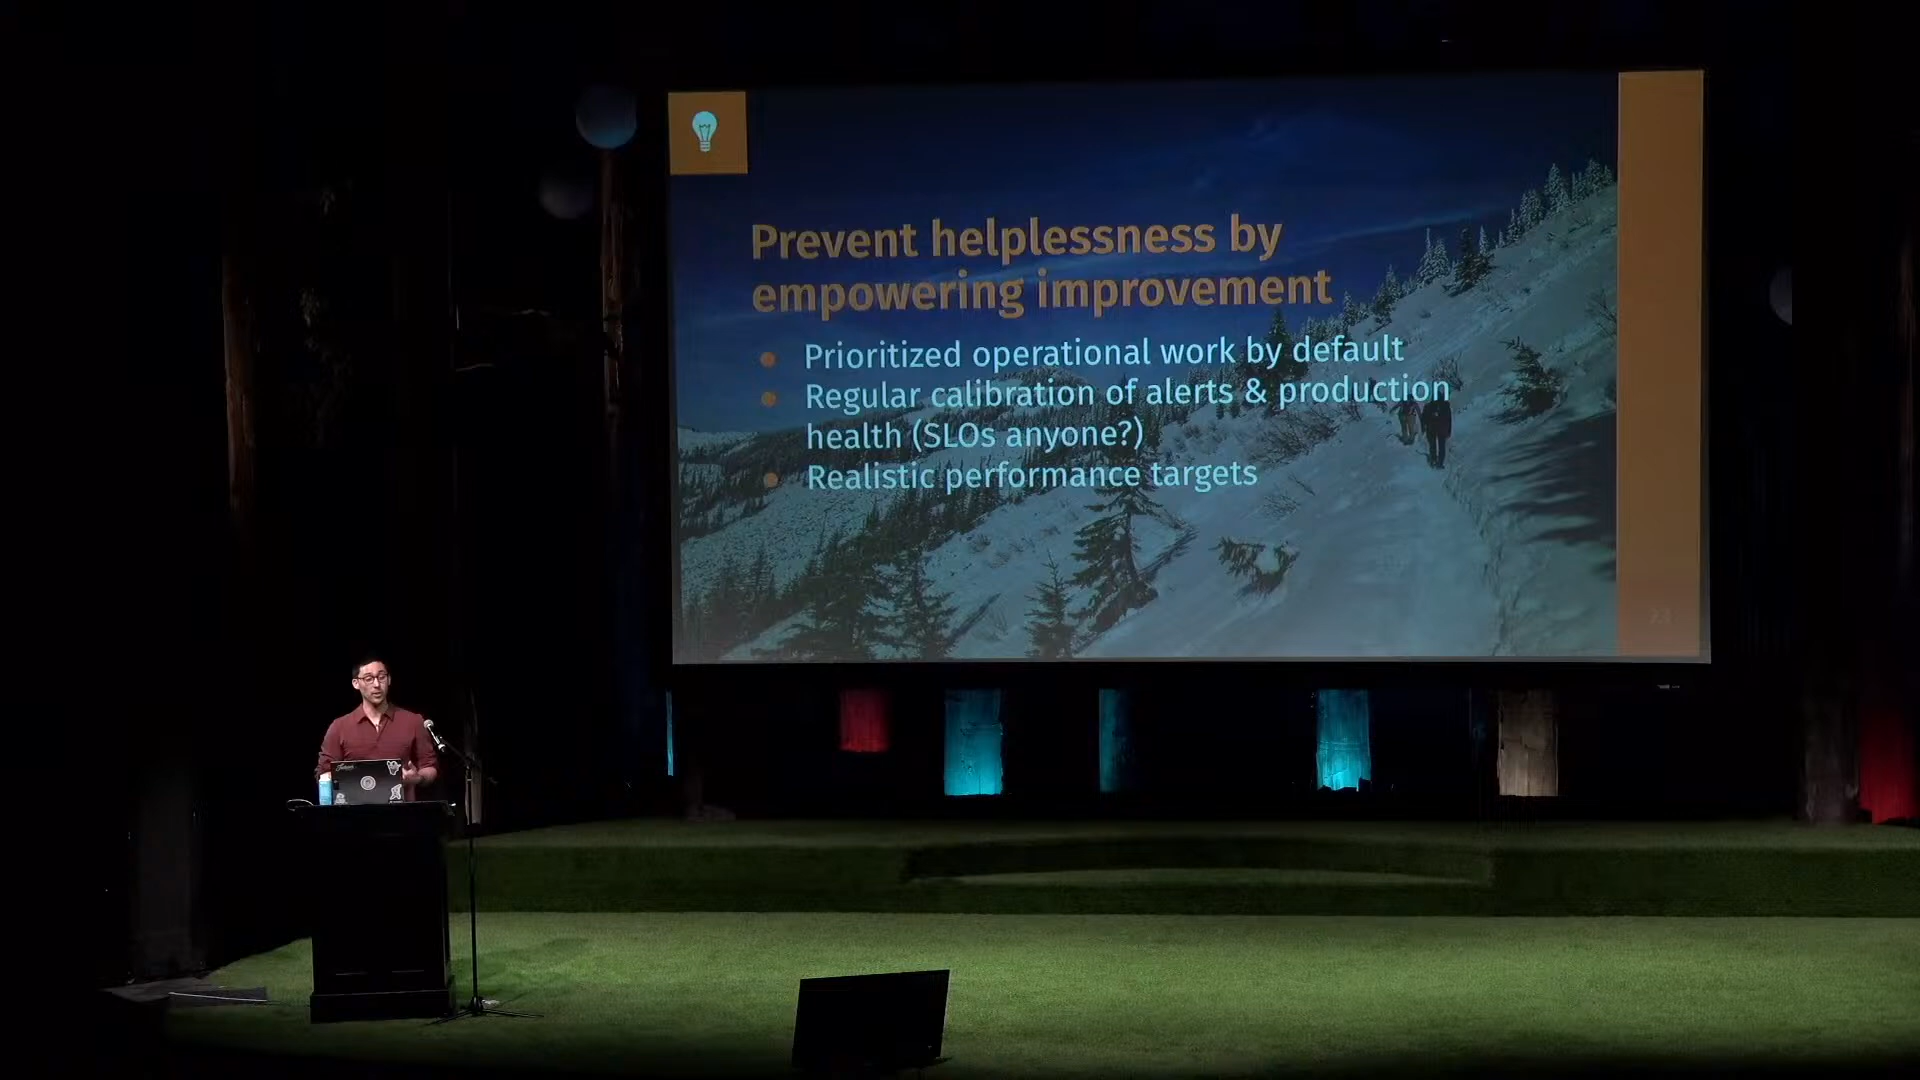 Prevent helplessness by
empowering improvement
Prioritized operational work by default
Regular calibration of alerts & production
health (SLOs anyone?)
Realistic performance targets
23